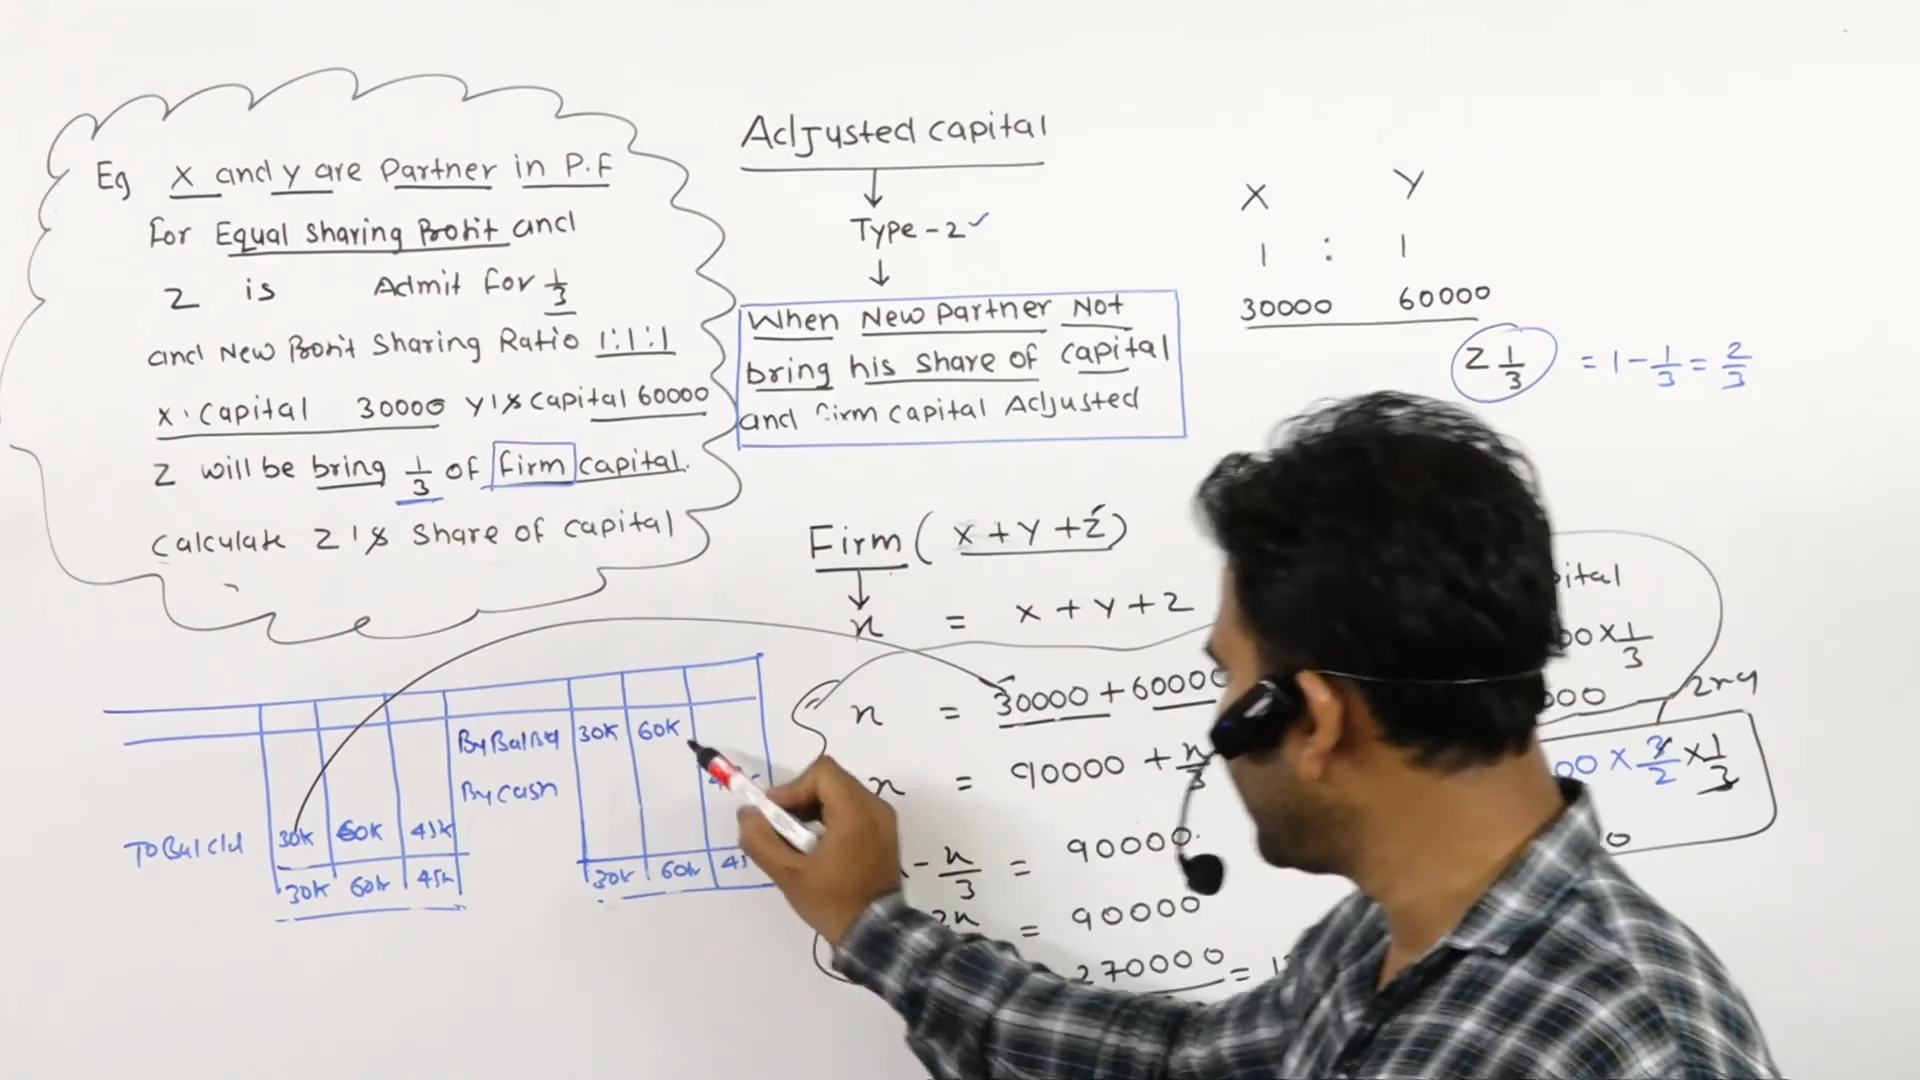 Eg X and Y are Partner in P.F
for Equal sharing Profit and
Z is Admit for 1/3
and New Profit Sharing Ratio 1:1:1
X. Capital 30000 Y's capital 60000
Z will be bring 1/3 of firm capital.
Calculate Z's share of capital
Adjusted capital
Type-2 ✓
When New Partner Not
bring his share of capital
and firm capital Adjusted
X Y
1 : 1
30000 60000
Z 1/3 = 1 - 1/3 = 2/3
Firm (X + Y + Z)
x = X + Y + Z
x = 30000 + 60000
= 90000 + x/3
- x/3 = 90000
2x = 90000
270000 =
00 × 1/3
000
2nd
00 × 3/2 × 1/3
0
By Bal B/d 30K 60K
By cash
To Bal c/d 30K 60K 45K
30K 60K 45K
30K 60K 45